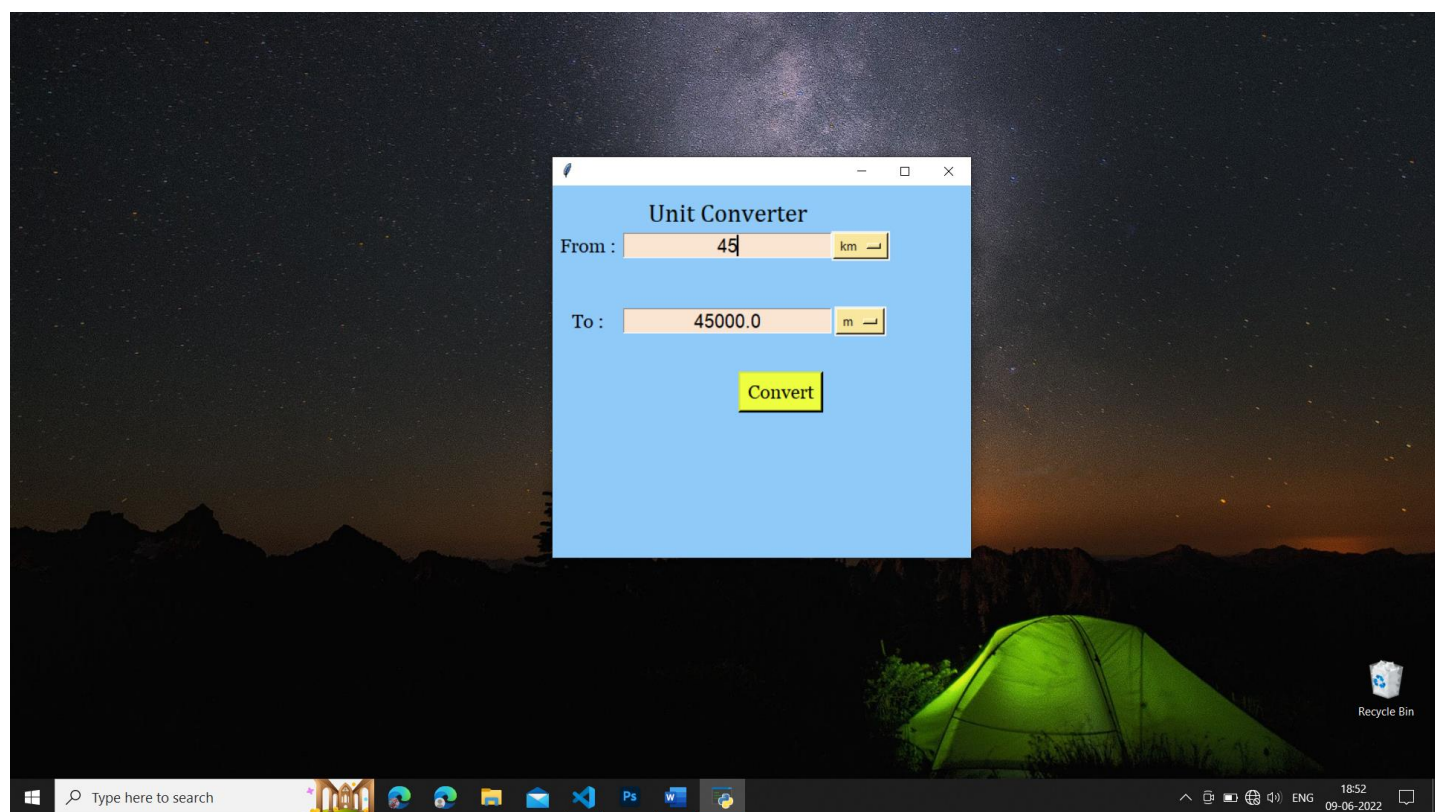 Unit Converter
From : 45 km
To : 45000.0 m
Convert
Recycle Bin
Type here to search
Ps
W
ENG
18:52
09-06-2022